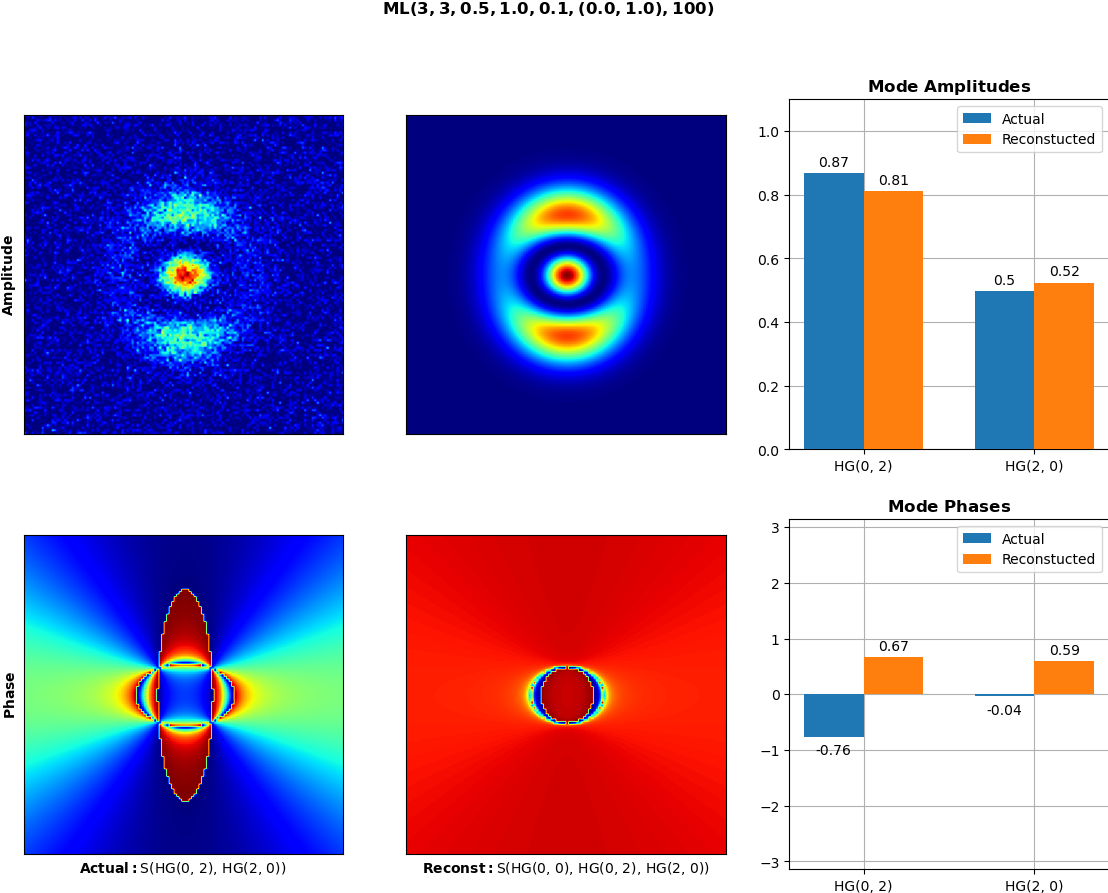 ML(3, 3, 0.5, 1.0, 0.1, (0.0, 1.0), 100)
Amplitude
Mode Amplitudes
Actual
Reconstucted
1.0
0.8
0.6
0.4
0.2
0.0
0.87
0.81
0.5
0.52
HG(0, 2)
HG(2, 0)
Phase
Actual: S(HG(0, 2), HG(2, 0))
Reconst: S(HG(0, 0), HG(0, 2), HG(2, 0))
Mode Phases
Actual
Reconstucted
3
2
1
0
−1
−2
−3
0.67
0.59
-0.76
-0.04
HG(0, 2)
HG(2, 0)